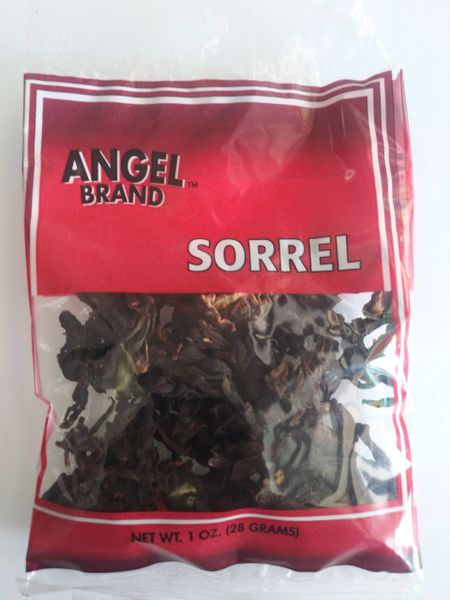 ANGEL
BRAND™
SORREL
NET WT. 1 OZ. (28 GRAMS)